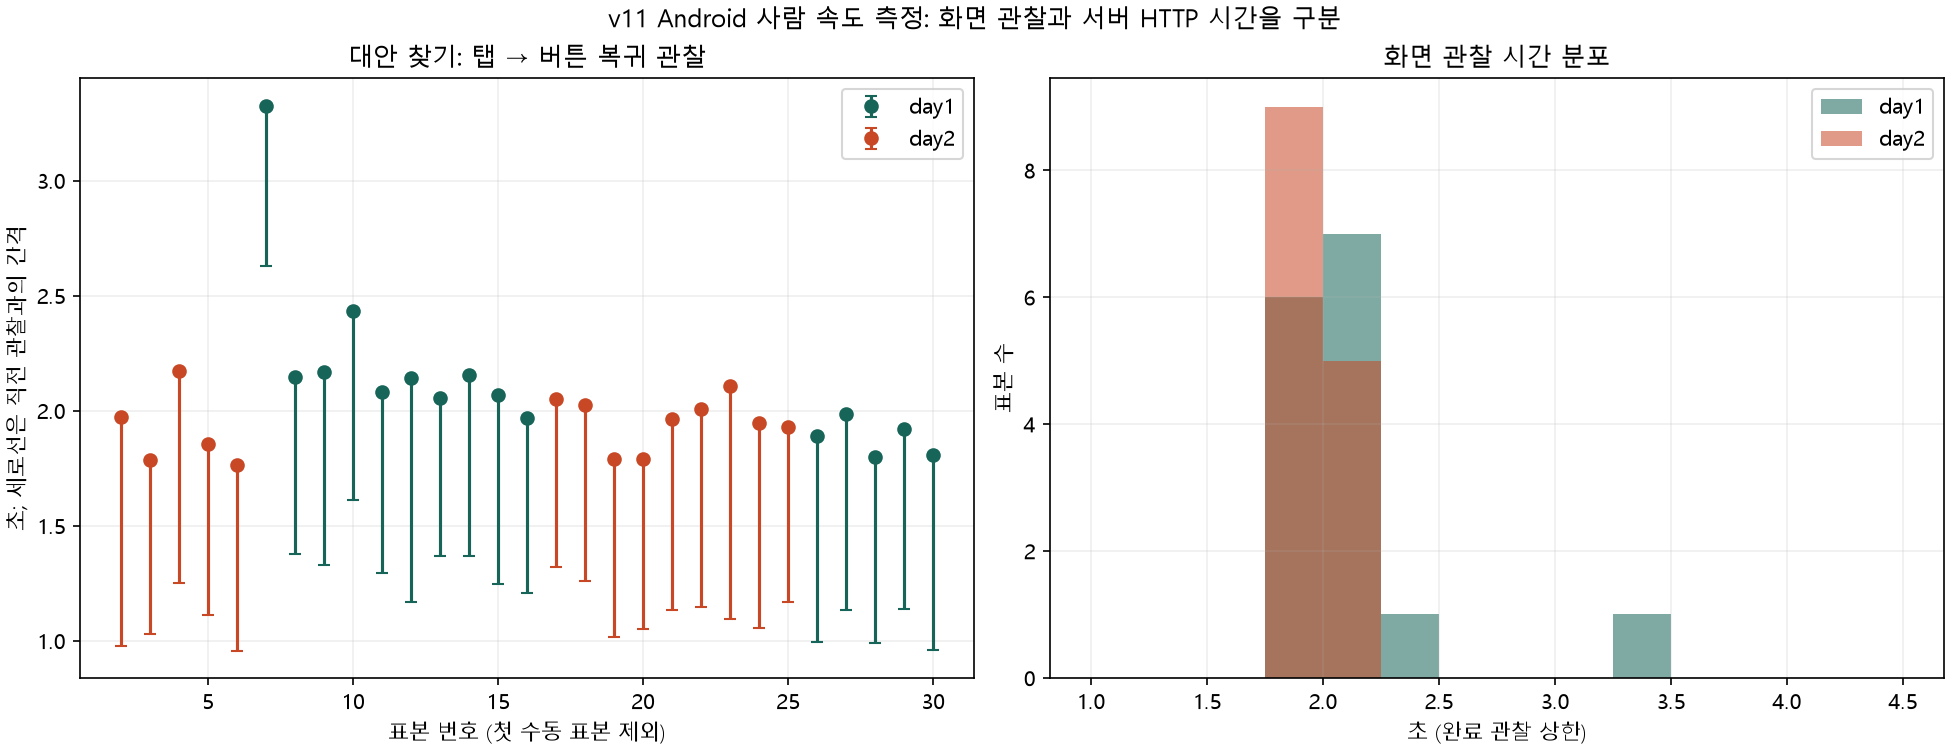 v11 Android 사람 속도 측정: 화면 관찰과 서버 HTTP 시간을 구분
대안 찾기: 탭 → 버튼 복귀 관찰
초; 세로선은 직전 관찰과의 간격
3.0
2.5
2.0
1.5
1.0
day1
day2
5
10
15
20
25
30
표본 번호 (첫 수동 표본 제외)
화면 관찰 시간 분포
표본 수
8
6
4
2
0
day1
day2
1.0
1.5
2.0
2.5
3.0
3.5
4.0
4.5
초 (완료 관찰 상한)